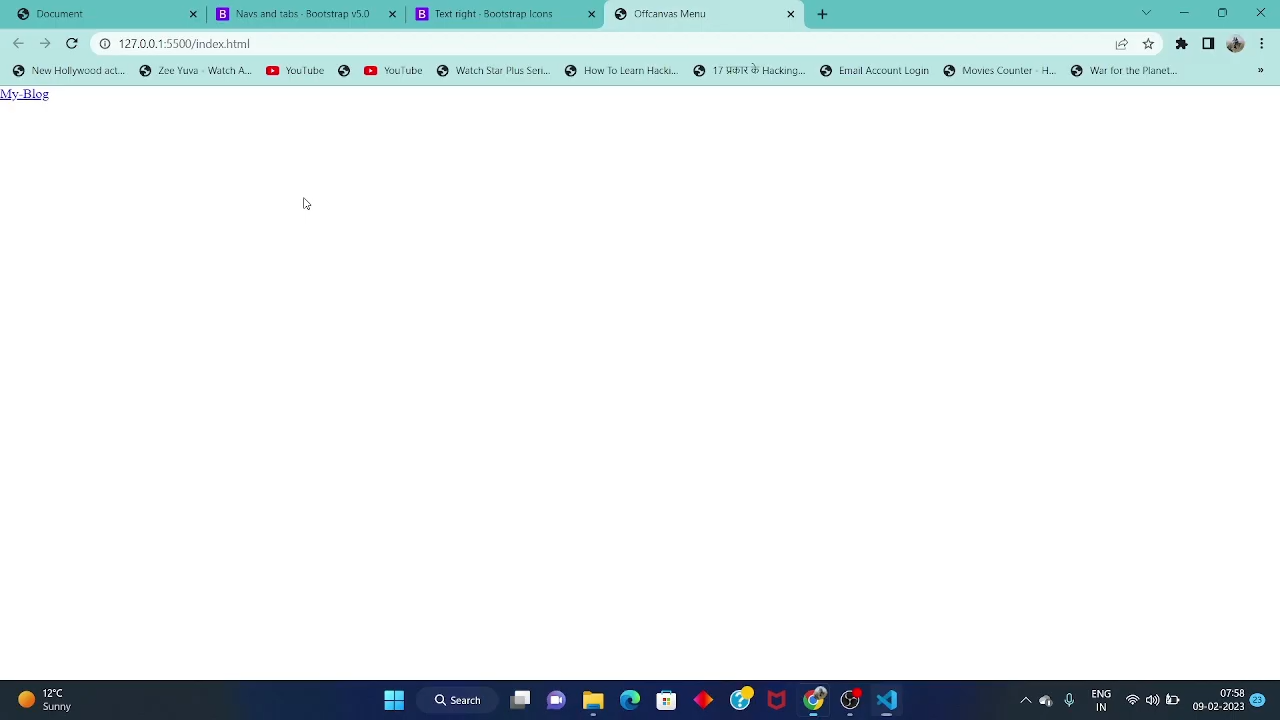 Document
Navs and tabs · Bootstrap v5.0
Text right · Bootstrap Icons
Offcanvas Menu
127.0.0.1:5500/index.html
New Hollywood act...
Zee Yuva - Watch A...
YouTube
YouTube
Watch Star Plus Seri...
How To Learn Hacki...
17 प्रकार के Hacking...
Email Account Login
Movies Counter - H...
War for the Planet...
»
My-Blog
12°C
Sunny
Search
ENG
IN
07:58
09-02-2023
23